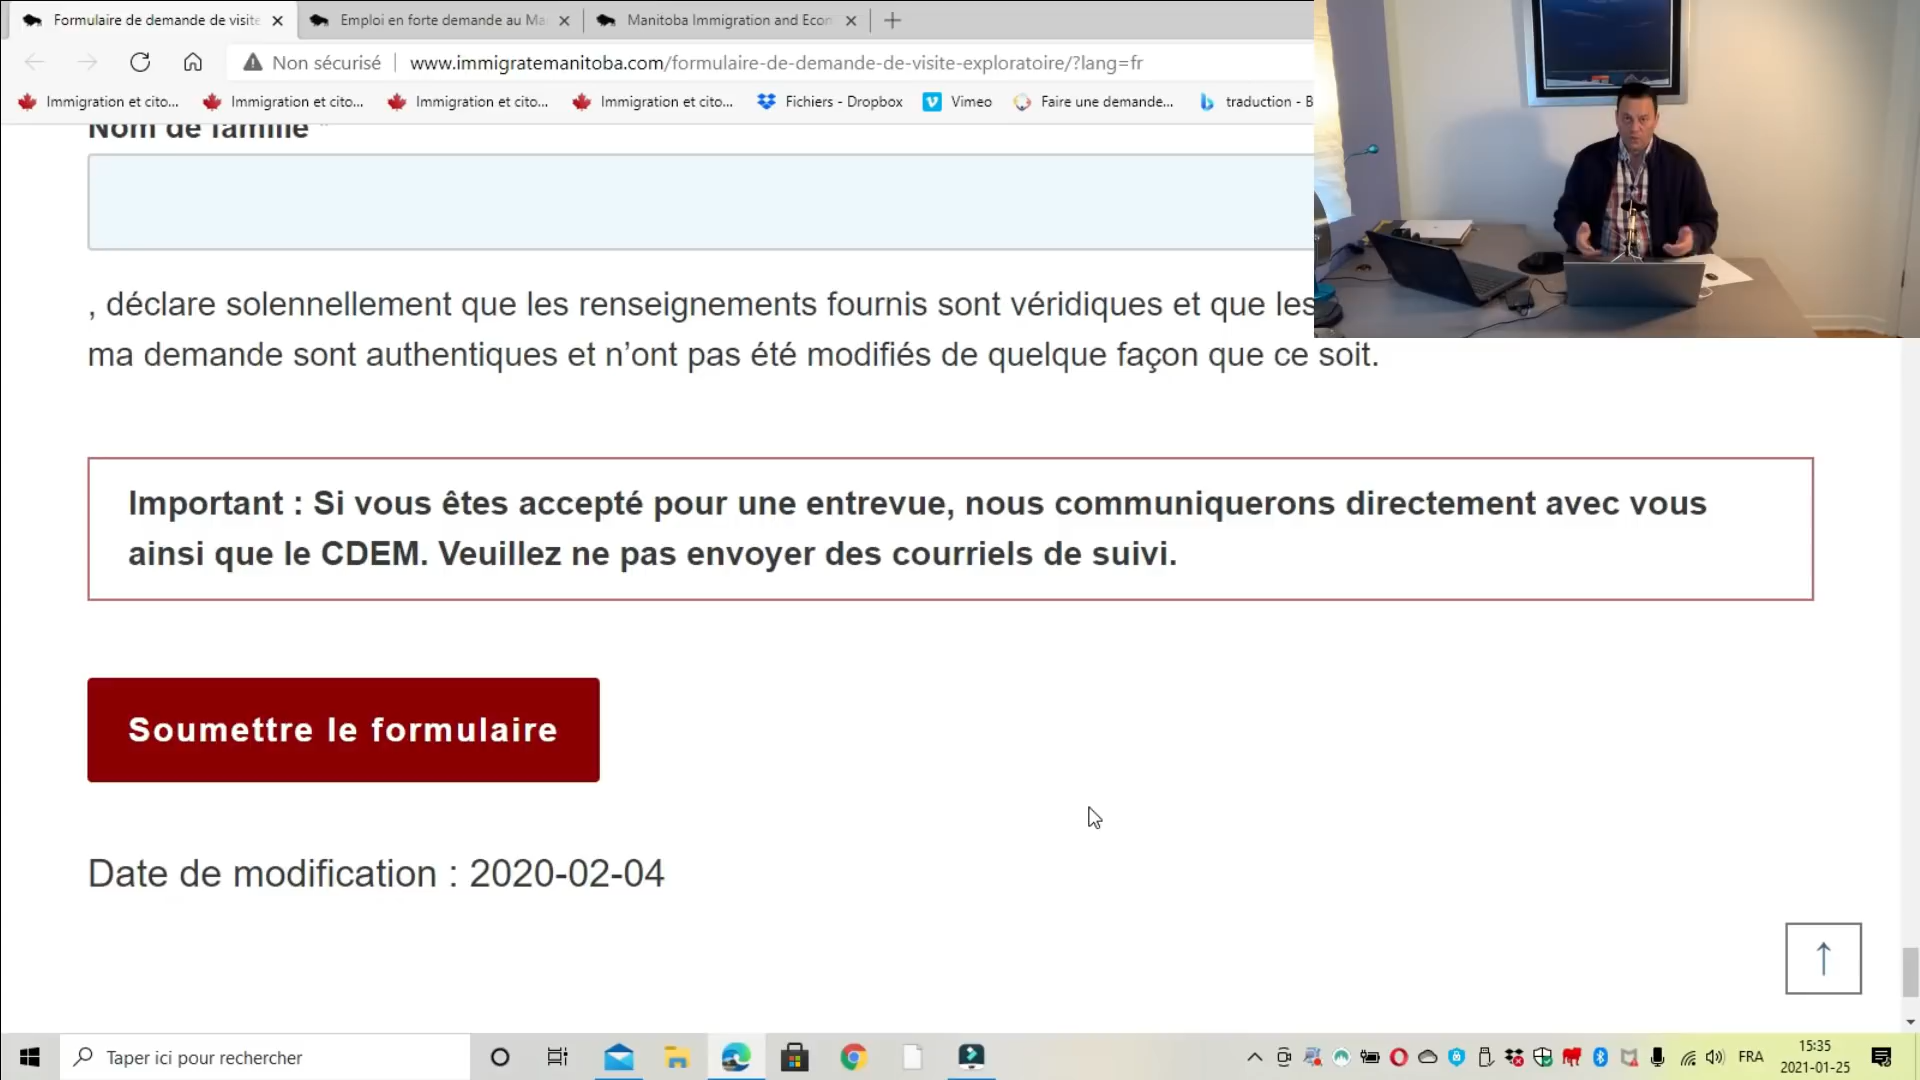 Formulaire de demande de visite
Emploi en forte demande au Ma
Manitoba Immigration and Econ
Non sécurisé
www.immigratemanitoba.com/formulaire-de-demande-de-visite-exploratoire/?lang=fr
Immigration et cito...
Immigration et cito...
Immigration et cito...
Immigration et cito...
Fichiers - Dropbox
Vimeo
Faire une demande...
traduction - B
Nom de famille *
, déclare solennellement que les renseignements fournis sont véridiques et que les
ma demande sont authentiques et n’ont pas été modifiés de quelque façon que ce soit.
Important : Si vous êtes accepté pour une entrevue, nous communiquerons directement avec vous
ainsi que le CDEM. Veuillez ne pas envoyer des courriels de suivi.
Soumettre le formulaire
Date de modification : 2020-02-04
Taper ici pour rechercher
FRA
15:35
2021-01-25